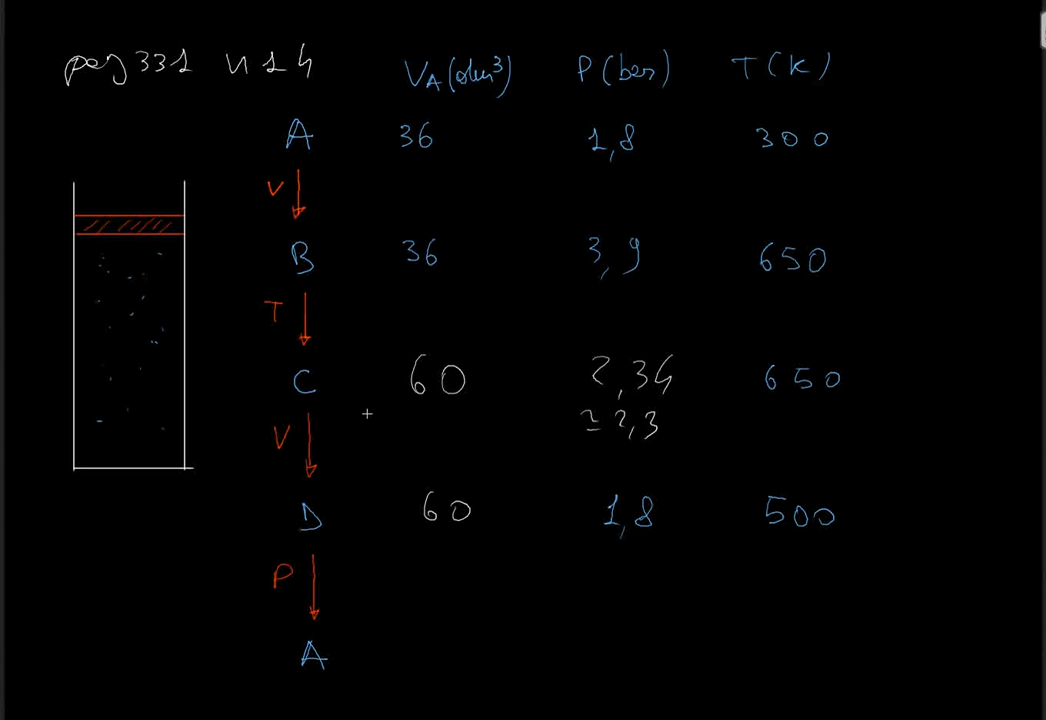 pag 331 n 14 VA (dm³) P (bar) T (K)
A 36 1,8 300
V
B 36 3,9 650
T
C 60 2,34 650
≃ 2,3
V
D 60 1,8 500
P
A